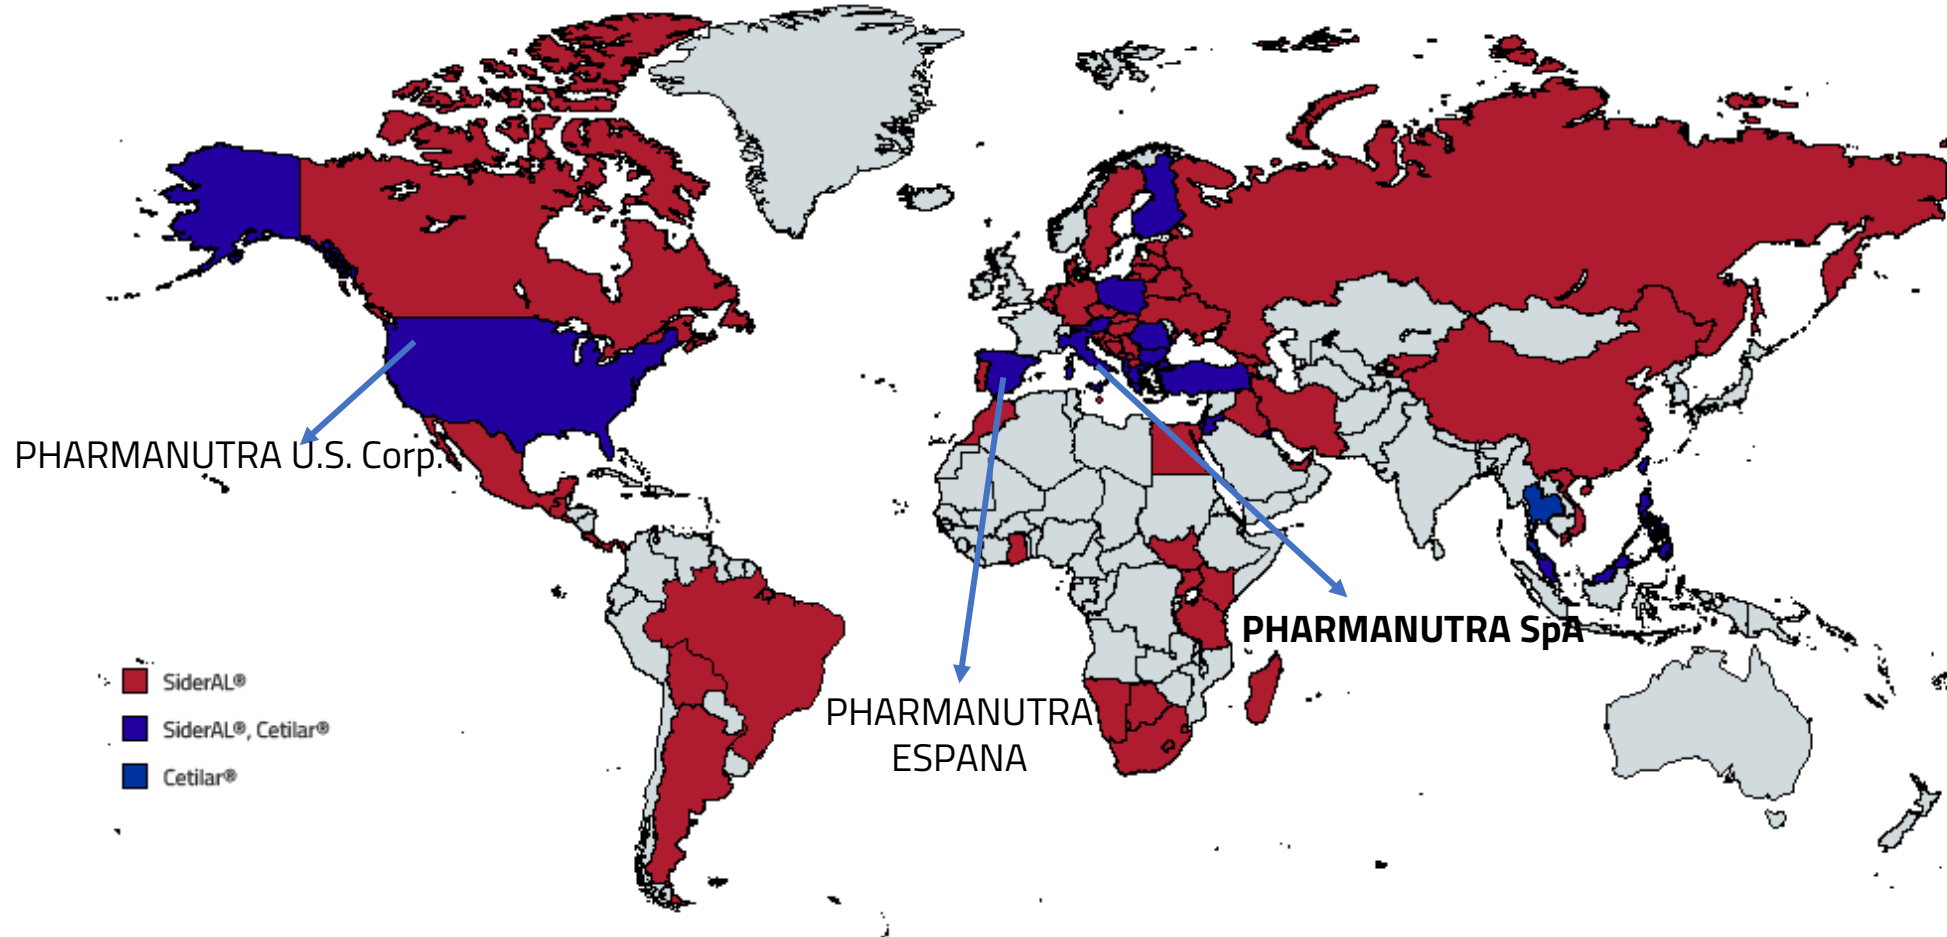 PHARMANUTRA U.S. Corp.
PHARMANUTRA SpA
SiderAL®
SiderAL®, Cetilar®
Cetilar®
PHARMANUTRA
ESPANA